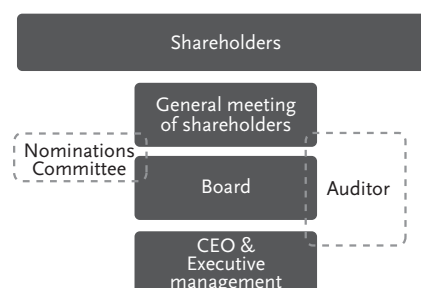 Shareholders
General meeting
of shareholders
Nominations
Committee
Board
Auditor
CEO &
Executive
management